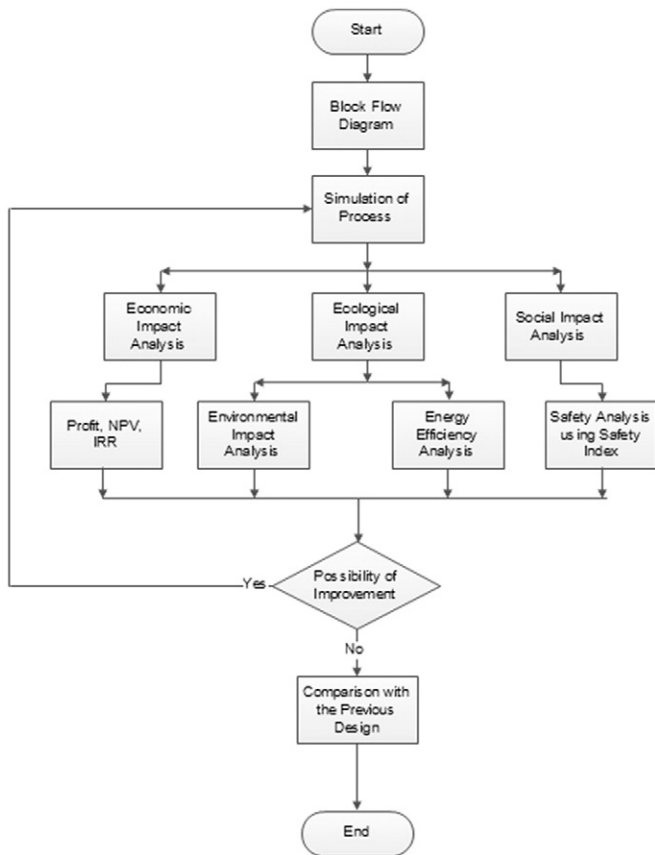 Start
Block Flow
Diagram
Simulation of
Process
Economic
Impact
Analysis
Ecological
Impact
Analysis
Social Impact
Analysis
Profit, NPV,
IRR
Environmental
Impact
Analysis
Energy
Efficiency
Analysis
Safety Analysis
using Safety
Index
Possibility of
Improvement
Yes
No
Comparison with
the Previous
Design
End